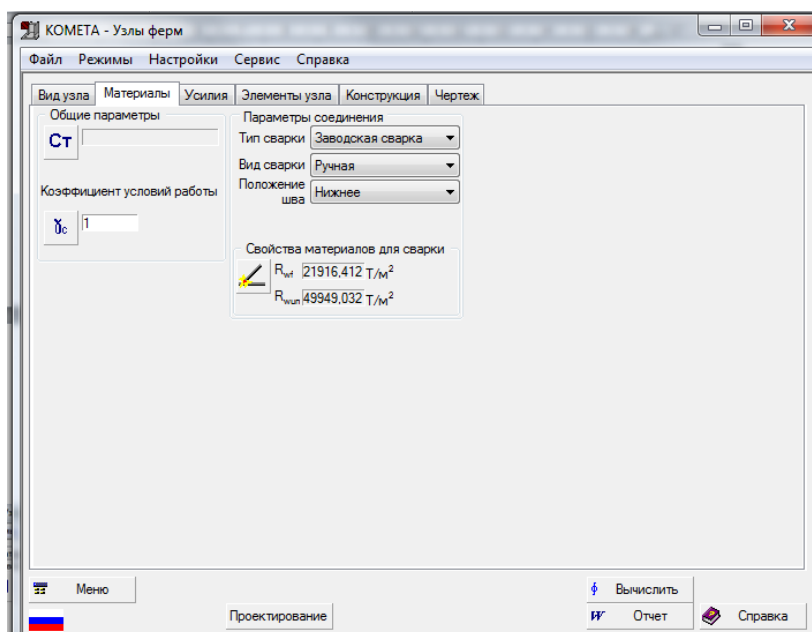 КОМЕТА - Узлы ферм
Файл Режимы Настройки Сервис Справка
Вид узла Материалы Усилия Элементы узла Конструкция Чертеж
Общие параметры
Ст
Коэффициент условий работы
γc 1
Параметры соединения
Тип сварки Заводская сварка
Вид сварки Ручная
Положение шва Нижнее
Свойства материалов для сварки
Rwf 21916,412 Т/м²
Rwun 49949,032 Т/м²
Меню
Вычислить
Проектирование
W Отчет
Справка